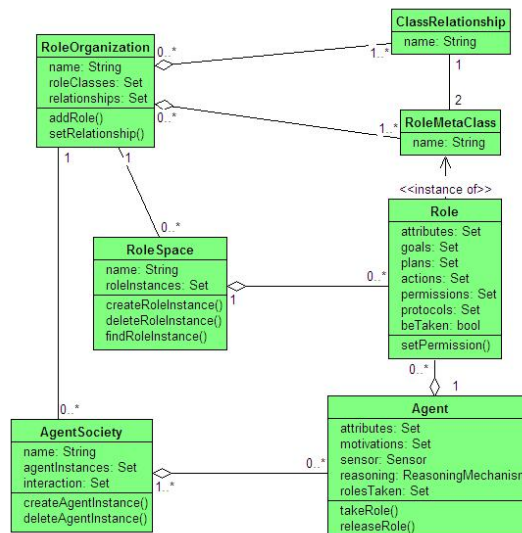 ClassRelationship
name: String
RoleOrganization
name: String
roleClasses: Set
relationships: Set
addRole()
setRelationship()
0..*
1..*
1
2
0..*
1..*
RoleMetaClass
name: String
1
1
<<instance of>>
Role
attributes: Set
goals: Set
plans: Set
actions: Set
permissions: Set
protocols: Set
beTaken: bool
setPermission()
0..*
RoleSpace
name: String
roleInstances: Set
createRoleInstance()
deleteRoleInstance()
findRoleInstance()
1
0..*
0..*
1
0..*
AgentSociety
name: String
agentInstances: Set
interaction: Set
createAgentInstance()
deleteAgentInstance()
1..*
0..*
Agent
attributes: Set
motivations: Set
sensor: Sensor
reasoning: ReasoningMechanism
rolesTaken: Set
takeRole()
releaseRole()